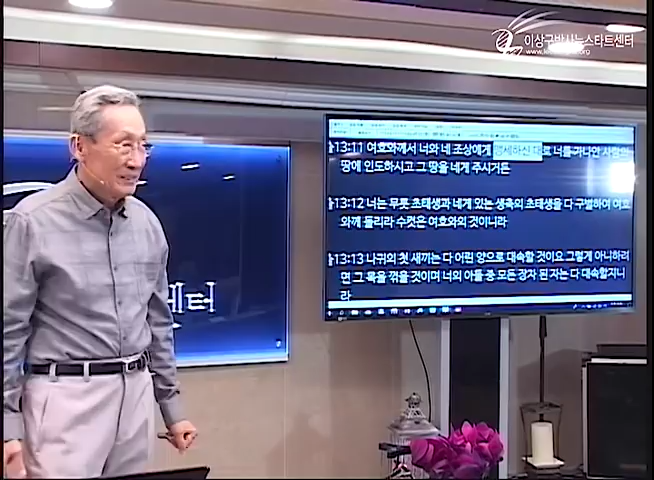 이상구박사뉴스타트센터
13:11 여호와께서 너와 네 조상에게 맹세하신 대로 너를 가나안 사람의
땅에 인도하시고 그 땅을 네게 주시거든
13:12 너는 무릇 초태생과 네게 있는 생축의 초태생을 다 구별하여 여호
와께 돌리라 수컷은 여호와의 것이니라
13:13 나귀의 첫 새끼는 다 어린 양으로 대속할 것이요 그렇게 아니하려
면 그 목을 꺾을 것이며 너의 아들 중 모든 장자 된 자는 다 대속할지니
라
센터